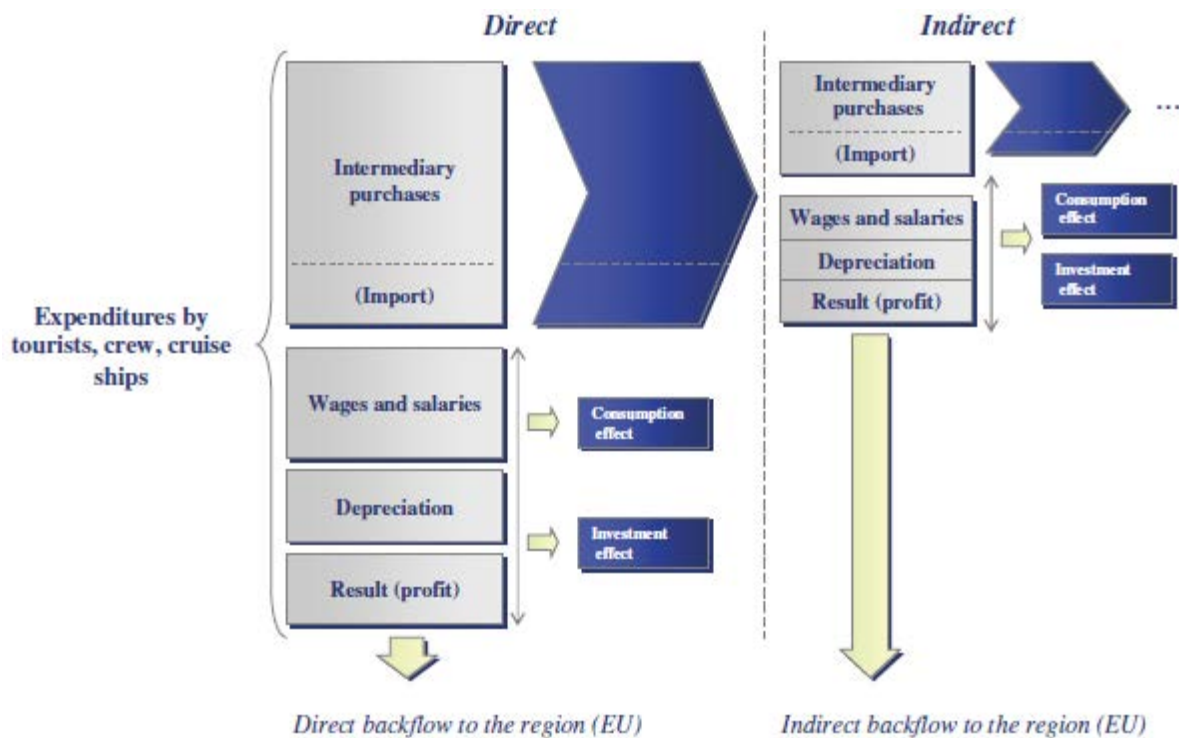 Direct
Indirect
Intermediary
purchases
(Import)
Intermediary
purchases
(Import)
...
Expenditures by
tourists, crew, cruise
ships
Wages and salaries
Depreciation
Result (profit)
Consumption
effect
Investment
effect
Wages and salaries
Depreciation
Result (profit)
Consumption
effect
Investment
effect
Direct backflow to the region (EU)
Indirect backflow to the region (EU)